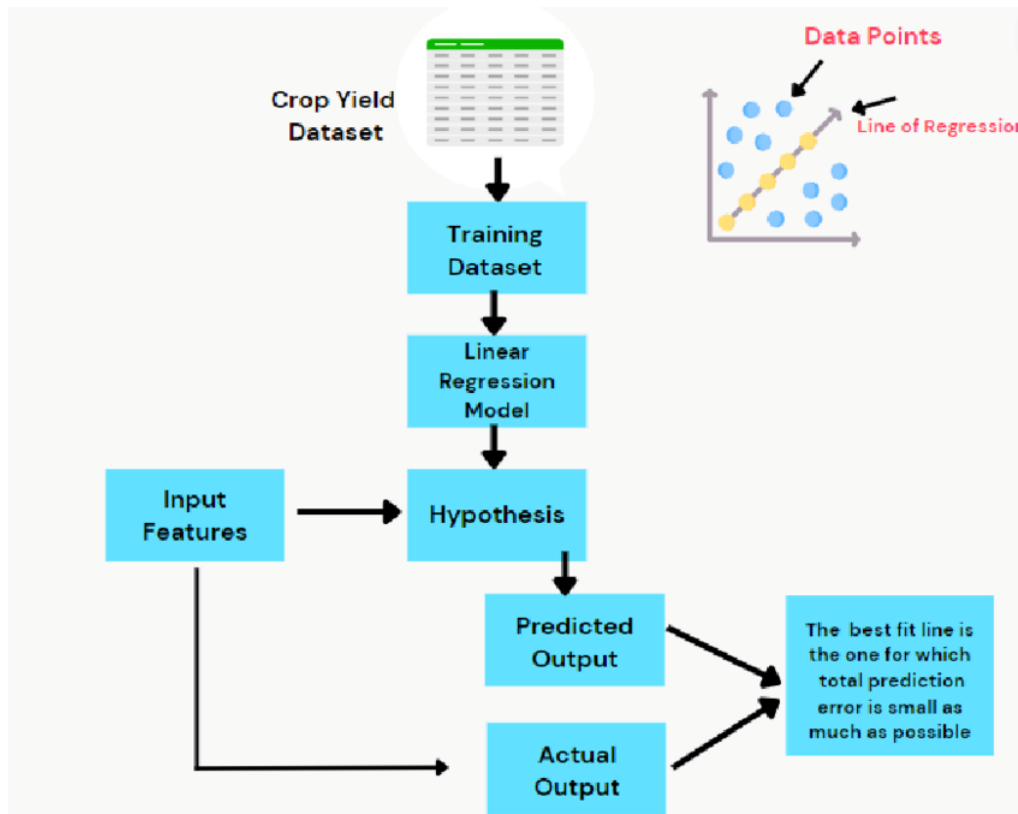 Data Points
Crop Yield
Dataset
Line of Regression
Training
Dataset
Linear
Regression
Model
Input
Features
Hypothesis
Predicted
Output
The best fit line is
the one for which
total prediction
error is small as
much as possible
Actual
Output